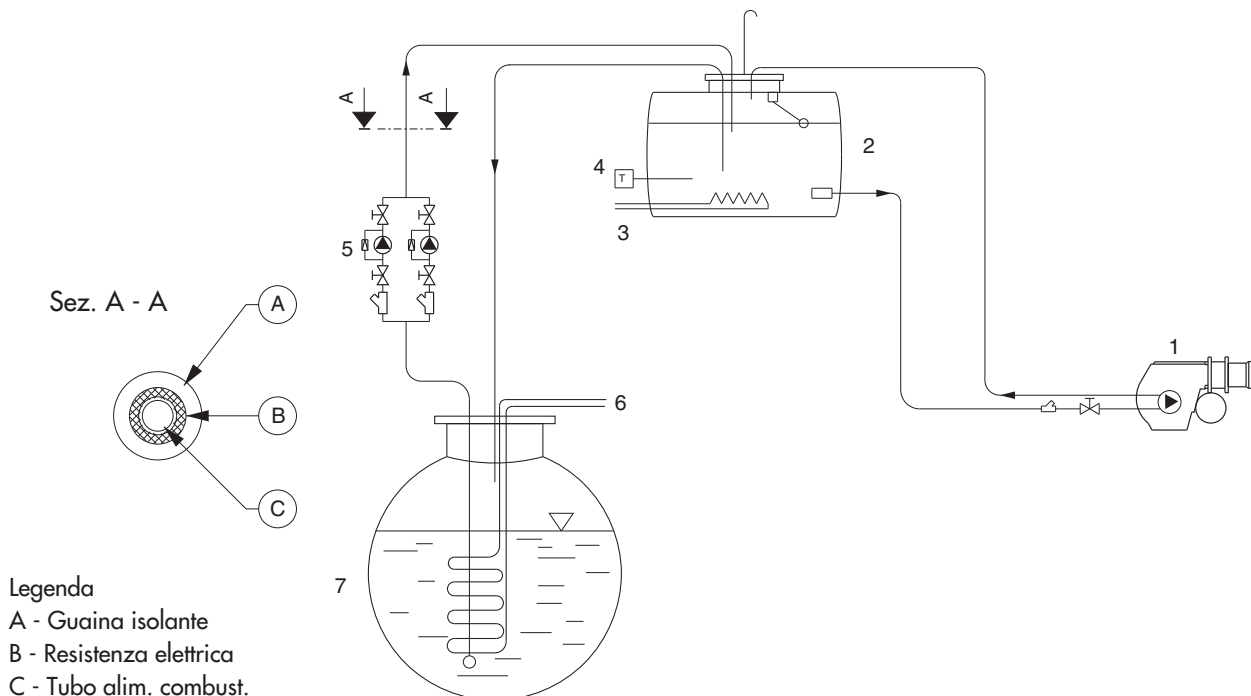 A
A
2
4
T
3
5
Sez. A - A
A
1
B
6
C
7
Legenda
A - Guaina isolante
B - Resistenza elettrica
C - Tubo alim. combust.